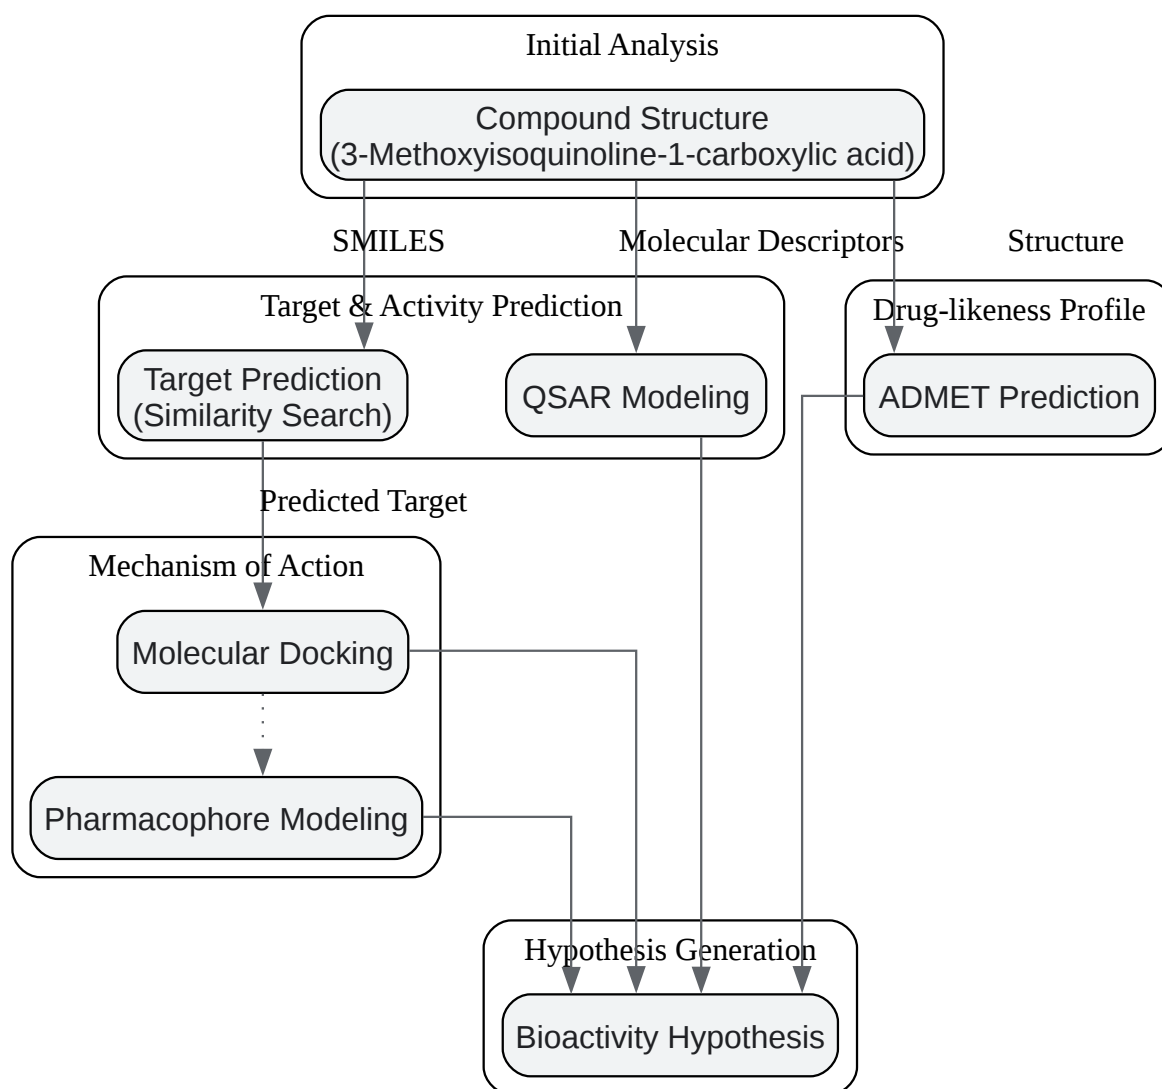 Initial Analysis
Compound Structure
(3-Methoxyisoquinoline-1-carboxylic acid)
SMILES
Molecular Descriptors
Structure
Target & Activity Prediction
Drug-likeness Profile
Target Prediction
(Similarity Search)
QSAR Modeling
ADMET Prediction
Predicted Target
Mechanism of Action
Molecular Docking
Pharmacophore Modeling
Hypothesis Generation
Bioactivity Hypothesis